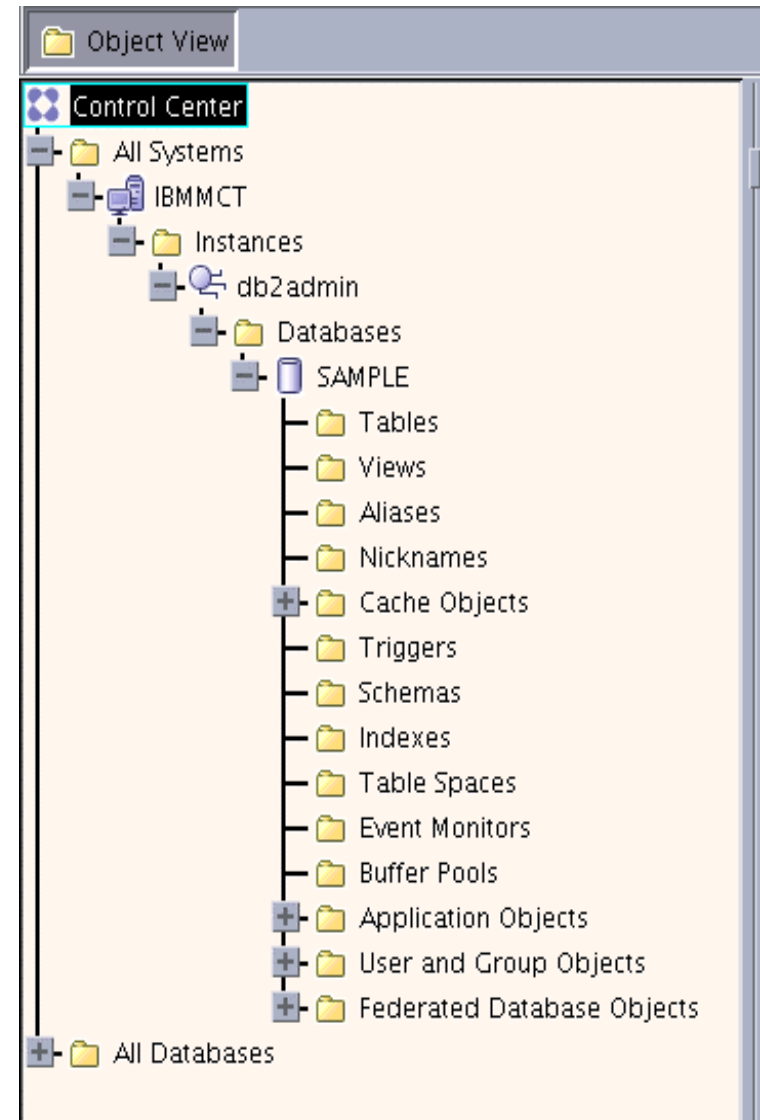 Object View
Control Center
All Systems
IBMMCT
Instances
db2admin
Databases
SAMPLE
Tables
Views
Aliases
Nicknames
Cache Objects
Triggers
Schemas
Indexes
Table Spaces
Event Monitors
Buffer Pools
Application Objects
User and Group Objects
Federated Database Objects
All Databases